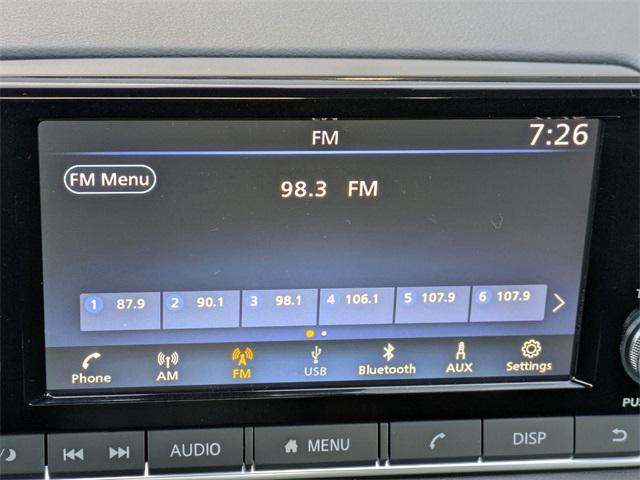 FM
7:26
FM Menu
98.3 FM
1 87.9 2 90.1 3 98.1 4 106.1 5 107.9 6 107.9
Phone AM FM USB Bluetooth AUX Settings
AUDIO MENU DISP